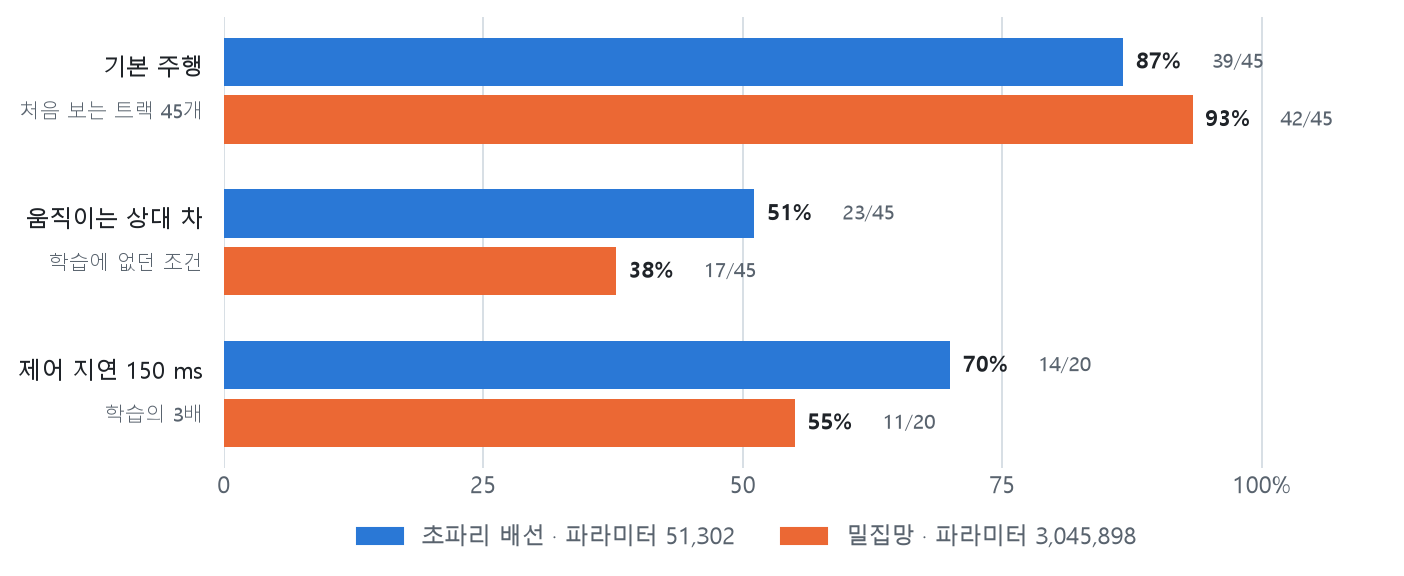 기본 주행
처음 보는 트랙 45개
87% 39/45
93% 42/45
움직이는 상대 차
학습에 없던 조건
51% 23/45
38% 17/45
제어 지연 150 ms
학습의 3배
70% 14/20
55% 11/20
0 25 50 75 100%
초파리 배선 · 파라미터 51,302 밀집망 · 파라미터 3,045,898